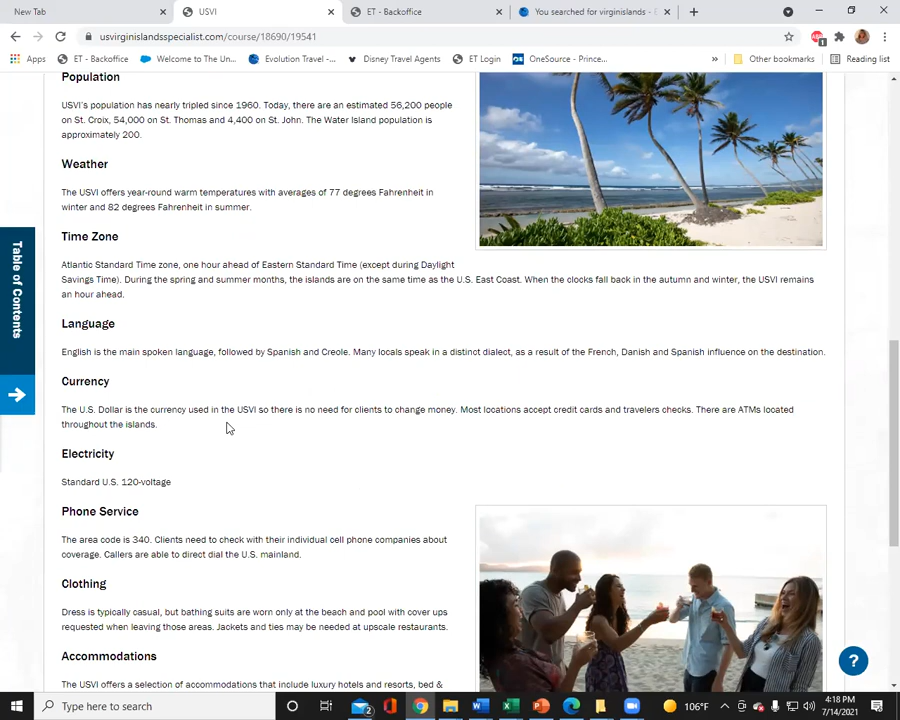 New Tab
USVI
ET - Backoffice
You searched for virginislands - E
usvirginislandsspecialist.com/course/18690/19541
Apps
ET - Backoffice
Welcome to The Un...
Evolution Travel -...
Disney Travel Agents
ET Login
OneSource - Prince...
»
Other bookmarks
Reading list
Population
USVI's population has nearly tripled since 1960. Today, there are an estimated 56,200 people
on St. Croix, 54,000 on St. Thomas and 4,400 on St. John. The Water Island population is
approximately 200.
Weather
The USVI offers year-round warm temperatures with averages of 77 degrees Fahrenheit in
winter and 82 degrees Fahrenheit in summer.
Time Zone
Atlantic Standard Time zone, one hour ahead of Eastern Standard Time (except during Daylight
Savings Time). During the spring and summer months, the islands are on the same time as the U.S. East Coast. When the clocks fall back in the autumn and winter, the USVI remains
an hour ahead.
Table of Contents
Language
English is the main spoken language, followed by Spanish and Creole. Many locals speak in a distinct dialect, as a result of the French, Danish and Spanish influence on the destination.
Currency
The U.S. Dollar is the currency used in the USVI so there is no need for clients to change money. Most locations accept credit cards and travelers checks. There are ATMs located
throughout the islands.
Electricity
Standard U.S. 120-voltage
Phone Service
The area code is 340. Clients need to check with their individual cell phone companies about
coverage. Callers are able to direct dial the U.S. mainland.
Clothing
Dress is typically casual, but bathing suits are worn only at the beach and pool with cover ups
requested when leaving those areas. Jackets and ties may be needed at upscale restaurants.
Accommodations
The USVI offers a selection of accommodations that include luxury hotels and resorts, bed &
?
Type here to search
106°F
4:18 PM
7/14/2021